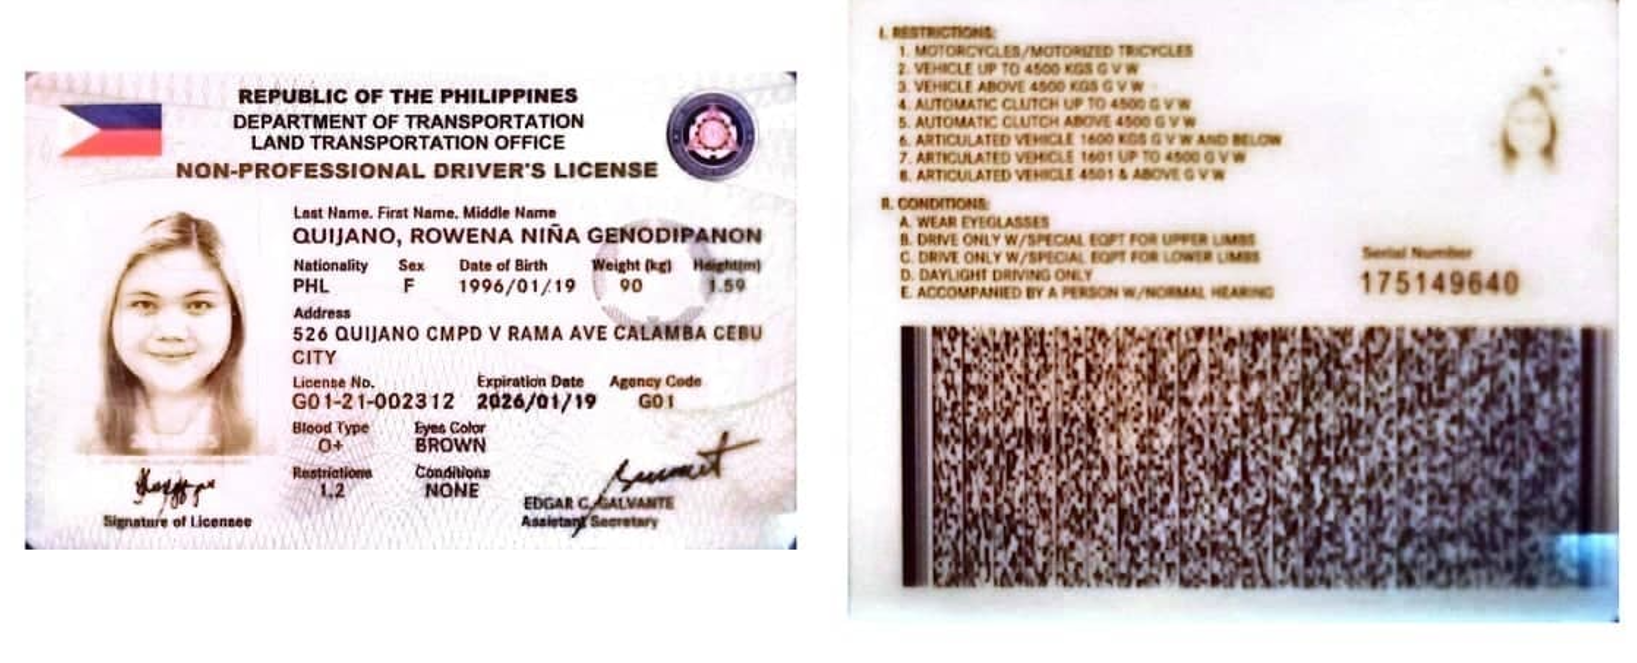 REPUBLIC OF THE PHILIPPINES
DEPARTMENT OF TRANSPORTATION
LAND TRANSPORTATION OFFICE
NON-PROFESSIONAL DRIVER'S LICENSE
Last Name, First Name, Middle Name
QUIJANO, ROWENA NIÑA GENODIPANON
Nationality Sex Date of Birth Weight (kg) Height(m)
PHL F 1996/01/19 90 1.59
Address
526 QUIJANO CMPD V RAMA AVE CALAMBA CEBU
CITY
License No. Expiration Date Agency Code
G01-21-002312 2026/01/19 G01
Blood Type Eyes Color
O+ BROWN
Restrictions Conditions
1,2 NONE
EDGAR C. GALVANTE
Assistant Secretary
Signature of Licensee
I. RESTRICTIONS:
1. MOTORCYCLES/MOTORIZED TRICYCLES
2. VEHICLE UP TO 4500 KGS G V W
3. VEHICLE ABOVE 4500 KGS G V W
4. AUTOMATIC CLUTCH UP TO 4500 G V W
5. AUTOMATIC CLUTCH ABOVE 4500 G V W
6. ARTICULATED VEHICLE 1600 KGS G V W AND BELOW
7. ARTICULATED VEHICLE 1601 UP TO 4500 G V W
8. ARTICULATED VEHICLE 4501 & ABOVE G V W
II. CONDITIONS:
A. WEAR EYEGLASSES
B. DRIVE ONLY W/SPECIAL EQPT FOR UPPER LIMBS
C. DRIVE ONLY W/SPECIAL EQPT FOR LOWER LIMBS
D. DAYLIGHT DRIVING ONLY
E. ACCOMPANIED BY A PERSON W/NORMAL HEARING
Serial Number
175149640